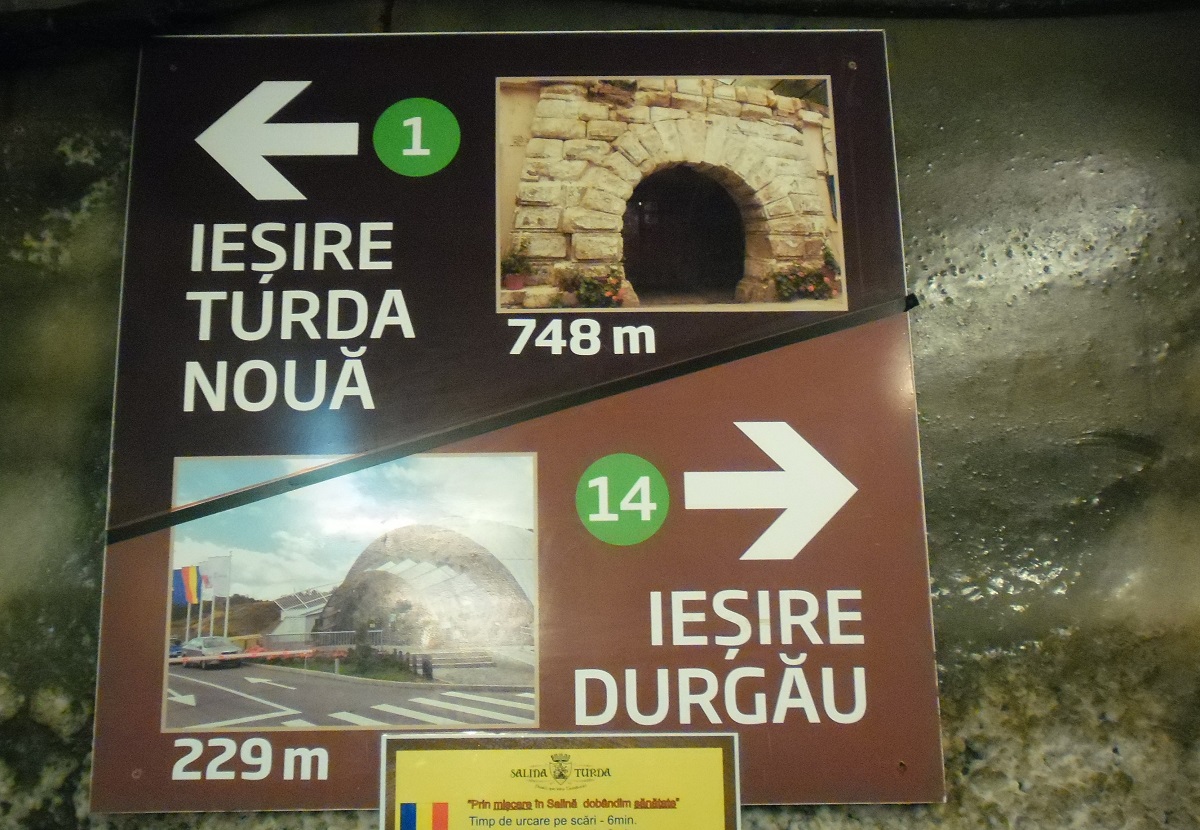 1
IEȘIRE
TURDA
NOUĂ
748 m
14
IEȘIRE
DURGĂU
229 m
SALINA TURDA
"Prin mișcare în Salină dobândim sănătate"
Timp de urcare pe scări - 6min.